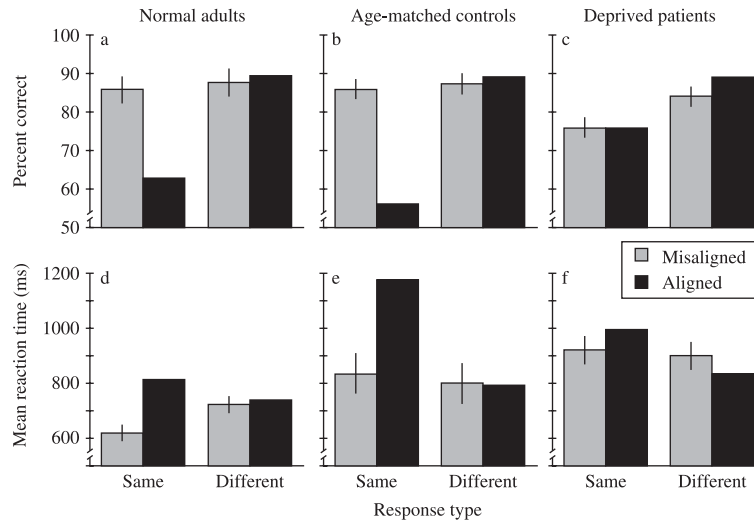 Normal adults
Age-matched controls
Deprived patients
a
b
c
Percent correct
100
90
80
70
60
50
Misaligned
Aligned
d
e
f
Mean reaction time (ms)
1200
1000
800
600
Same Different
Same Different
Same Different
Response type